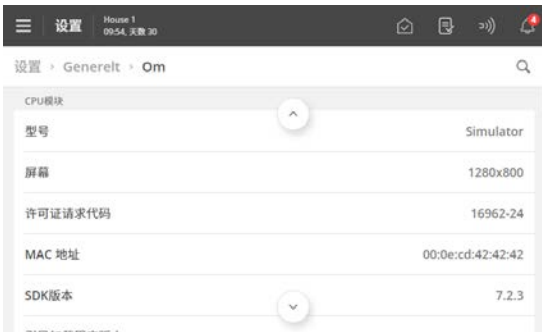 设置
House 1
09:54, 天数 30
4
设置 › Generelt › Om
CPU模块
型号 Simulator
屏幕 1280x800
许可证请求代码 16962-24
MAC 地址 00:0e:cd:42:42:42
SDK版本 7.2.3